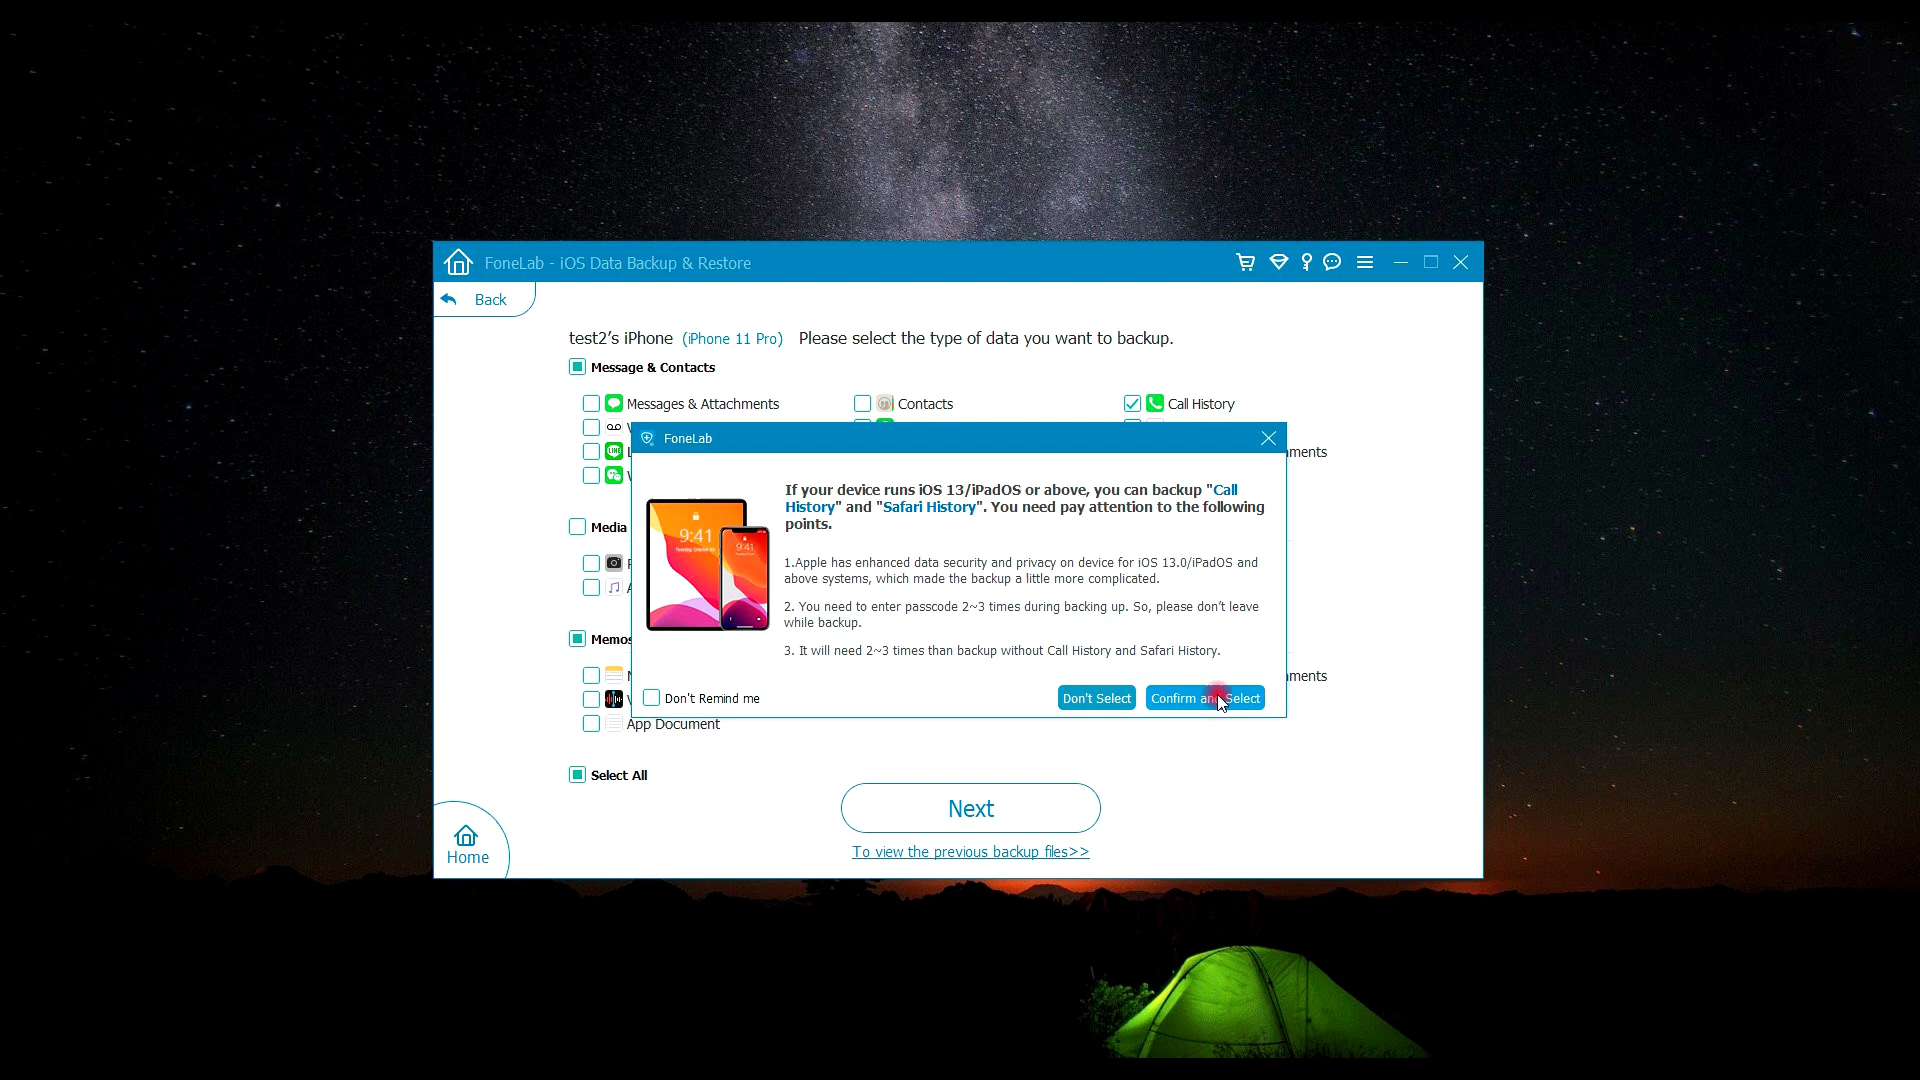 FoneLab - iOS Data Backup & Restore
Back
test2’s iPhone (iPhone 11 Pro) Please select the type of data you want to backup.
Message & Contacts
Messages & Attachments Contacts Call History
LINE
FoneLab
If your device runs iOS 13/iPadOS or above, you can backup "Call
History" and "Safari History". You need pay attention to the following
points.
9:41
9:41
1.Apple has enhanced data security and privacy on device for iOS 13.0/iPadOS and
above systems, which made the backup a little more complicated.
2. You need to enter passcode 2~3 times during backing up. So, please don’t leave
while backup.
3. It will need 2~3 times than backup without Call History and Safari History.
Don't Remind me
Don't Select
Confirm and Select
Media
Memos
App Document
Select All
Next
To view the previous backup files>>
Home